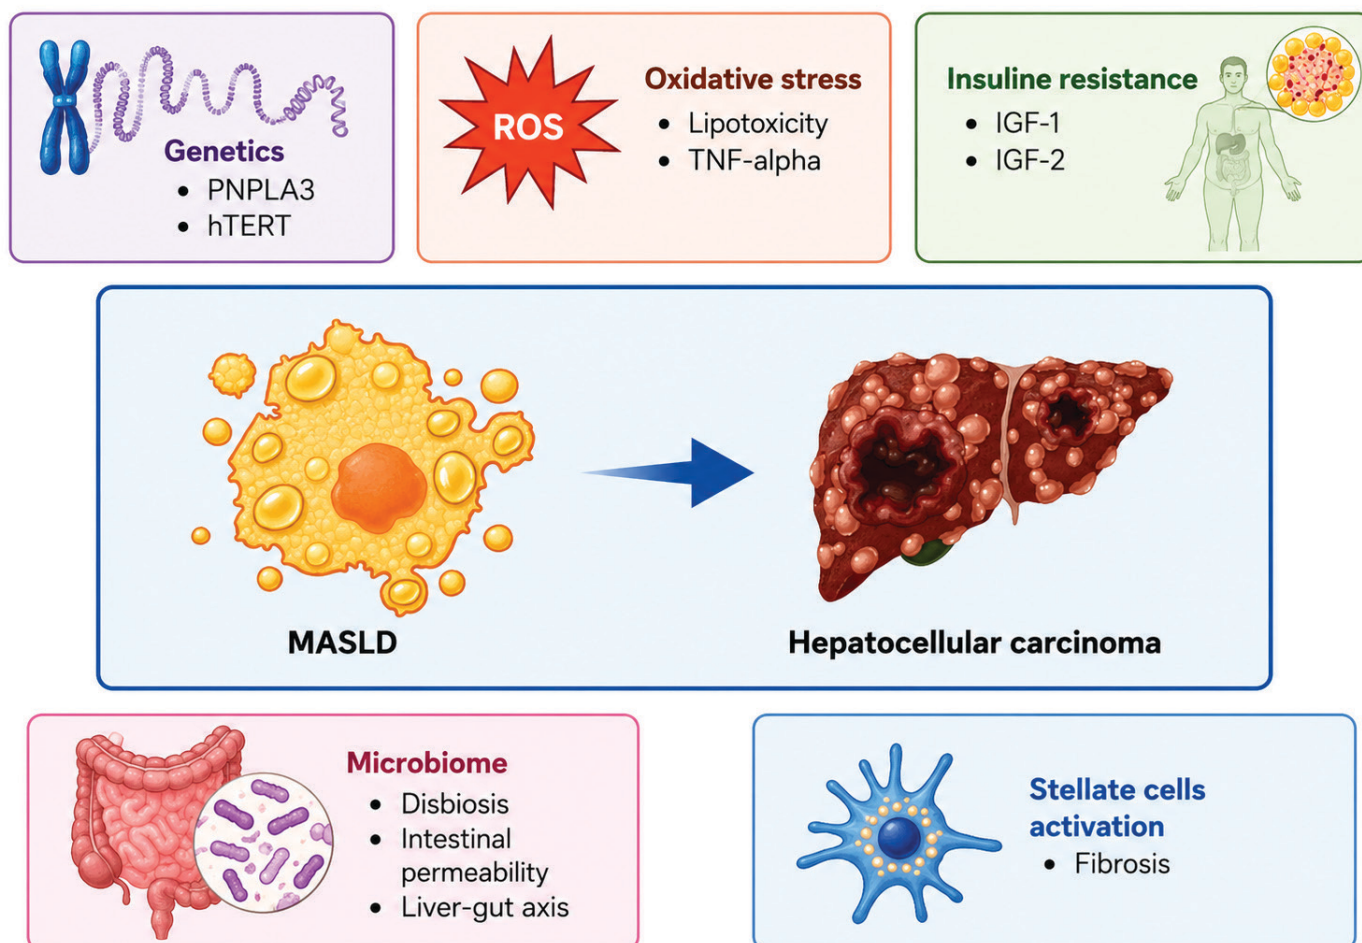 Genetics
• PNPLA3
• hTERT
ROS
Oxidative stress
• Lipotoxicity
• TNF-alpha
Insuline resistance
• IGF-1
• IGF-2
MASLD
Hepatocellular carcinoma
Microbiome
• Disbiosis
• Intestinal
permeability
• Liver-gut axis
Stellate cells
activation
• Fibrosis